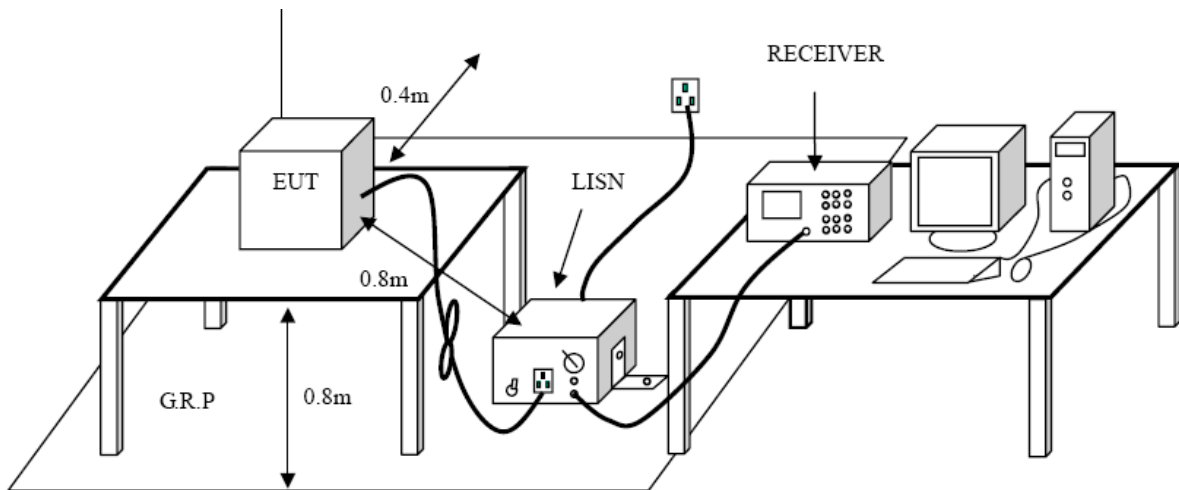 RECEIVER
0.4m
EUT
LISN
0.8m
G.R.P
0.8m